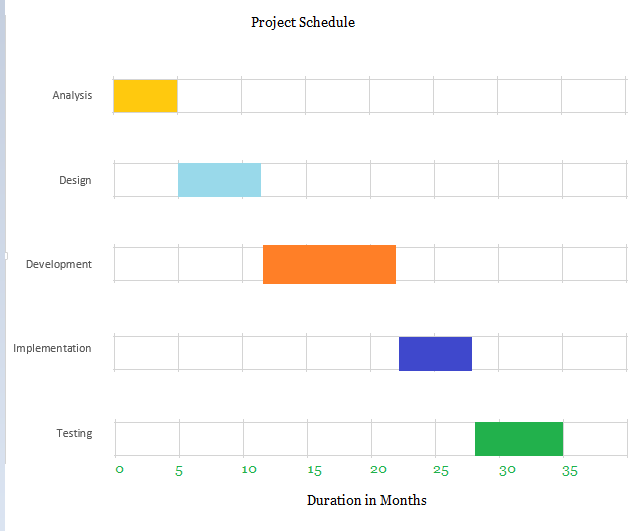 Project Schedule
Analysis
Design
Development
Implementation
Testing
0 5 10 15 20 25 30 35
Duration in Months